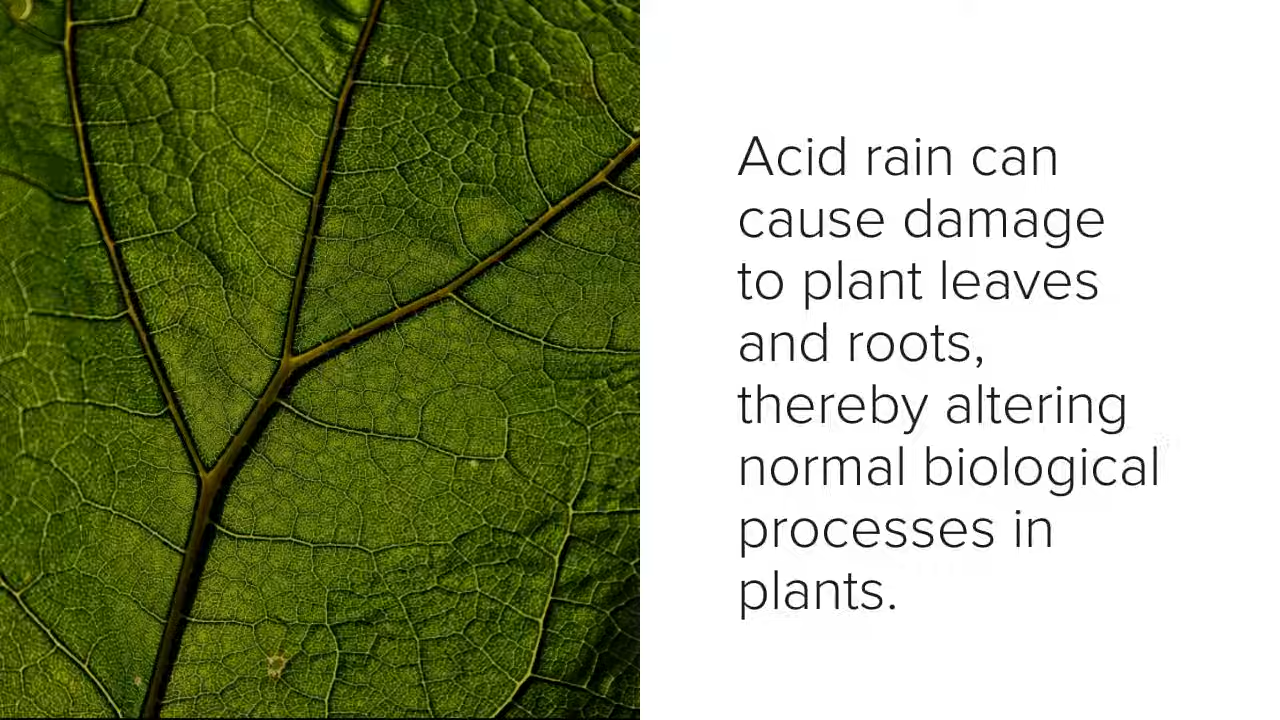 Acid rain can
cause damage
to plant leaves
and roots,
thereby altering
normal biological
processes in
plants.